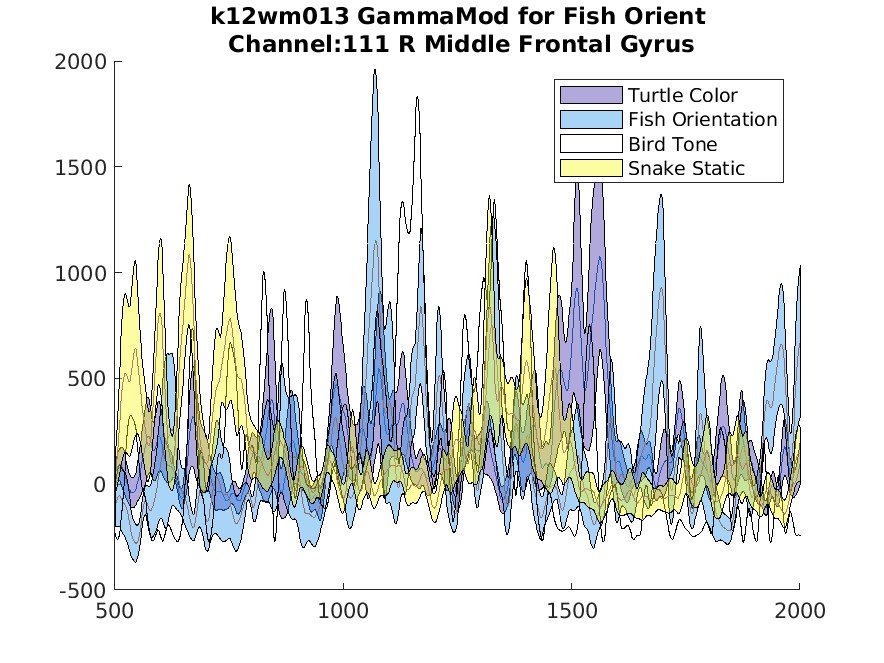 k12wm013 GammaMod for Fish Orient
Channel:111 R Middle Frontal Gyrus
2000
1500
1000
500
0
-500
500
1000
1500
2000
Turtle Color
Fish Orientation
Bird Tone
Snake Static